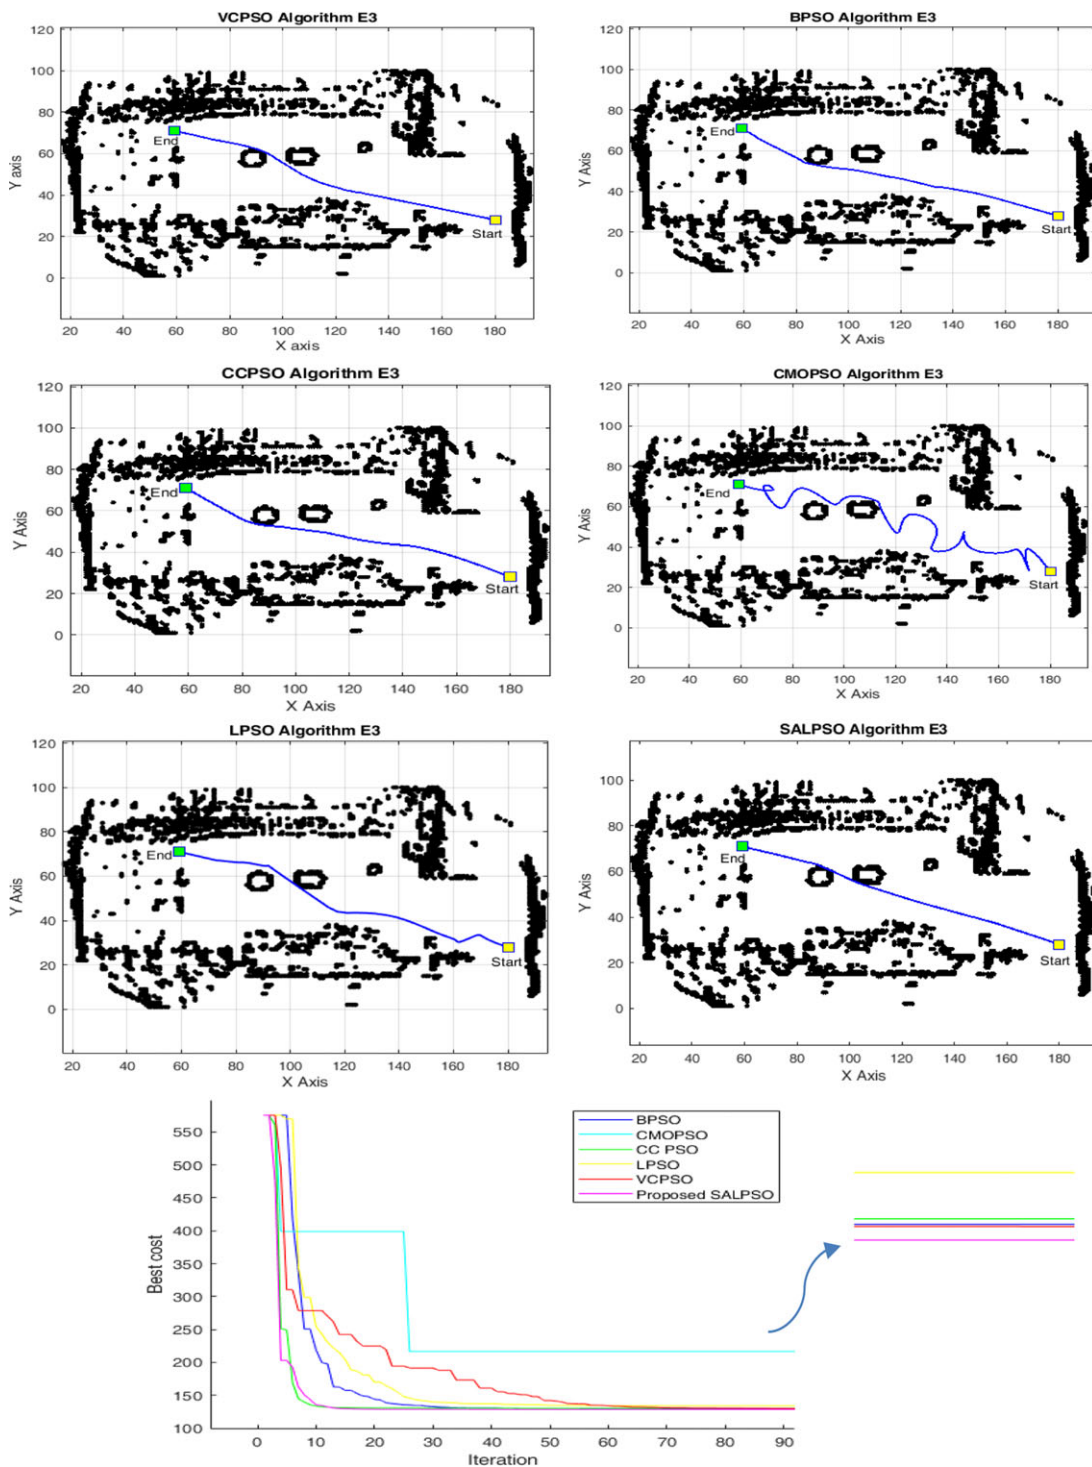 VCPSO Algorithm E3
120
100
80
60
40
20
0
Y axis
End
Start
20 40 60 80 100 120 140 160 180
X axis
BPSO Algorithm E3
120
100
80
60
40
20
0
-20
Y Axis
End
Start
20 40 60 80 100 120 140 160 180
X Axis
CCPSO Algorithm E3
120
100
80
60
40
20
0
Y Axis
End
Start
20 40 60 80 100 120 140 160 180
X Axis
CMOPSO Algorithm E3
120
100
80
60
40
20
0
Y Axis
End
Start
20 40 60 80 100 120 140 160 180
X Axis
LPSO Algorithm E3
120
100
80
60
40
20
0
Y Axis
End
Start
20 40 60 80 100 120 140 160 180
X Axis
SALPSO Algorithm E3
100
80
60
40
20
0
Y Axis
End
Start
20 40 60 80 100 120 140 160 180
X Axis
550
500
450
400
350
300
250
200
150
100
Best cost
BPSO
CMOPSO
CC PSO
LPSO
VCPSO
Proposed SALPSO
0 10 20 30 40 50 60 70 80 90
Iteration